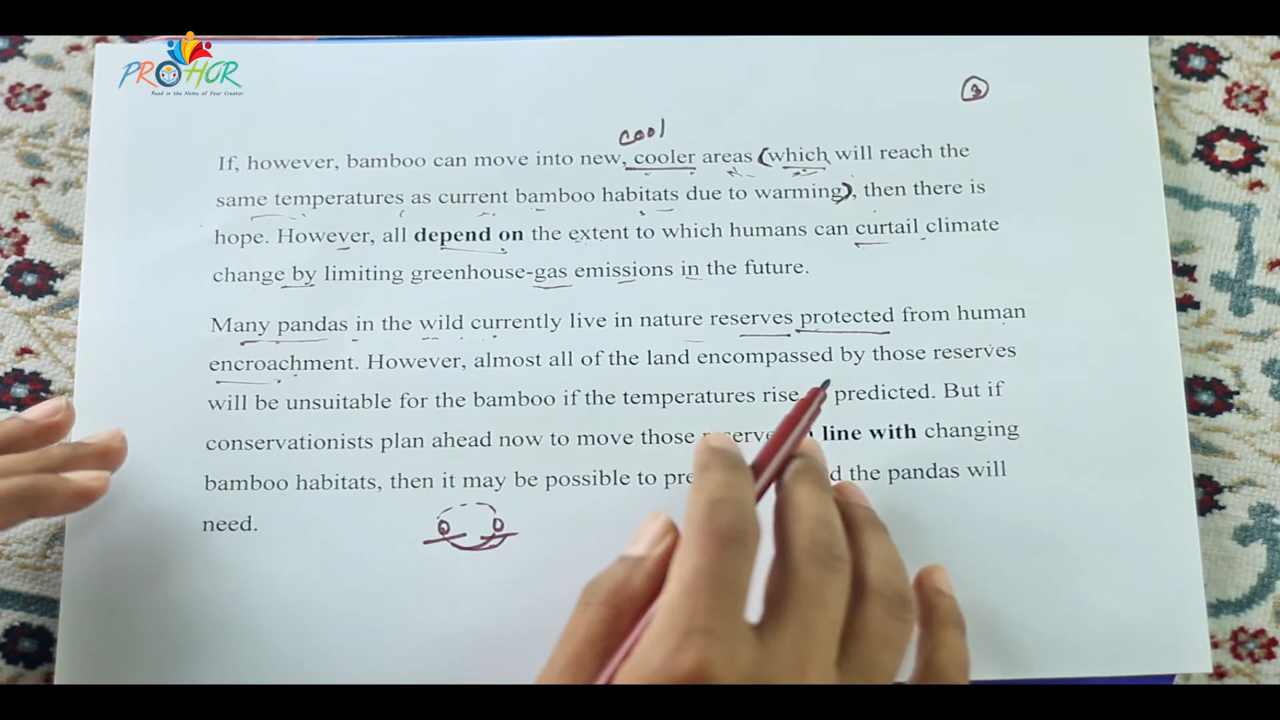 PROHOR
Read in the Name of Your Creator
3
cool
If, however, bamboo can move into new, cooler areas (which will reach the
same temperatures as current bamboo habitats due to warming), then there is
hope. However, all depend on the extent to which humans can curtail climate
change by limiting greenhouse-gas emissions in the future.
Many pandas in the wild currently live in nature reserves protected from human
encroachment. However, almost all of the land encompassed by those reserves
will be unsuitable for the bamboo if the temperatures rise predicted. But if
conservationists plan ahead now to move those line with changing
bamboo habitats, then it may be possible to the pandas will
need.